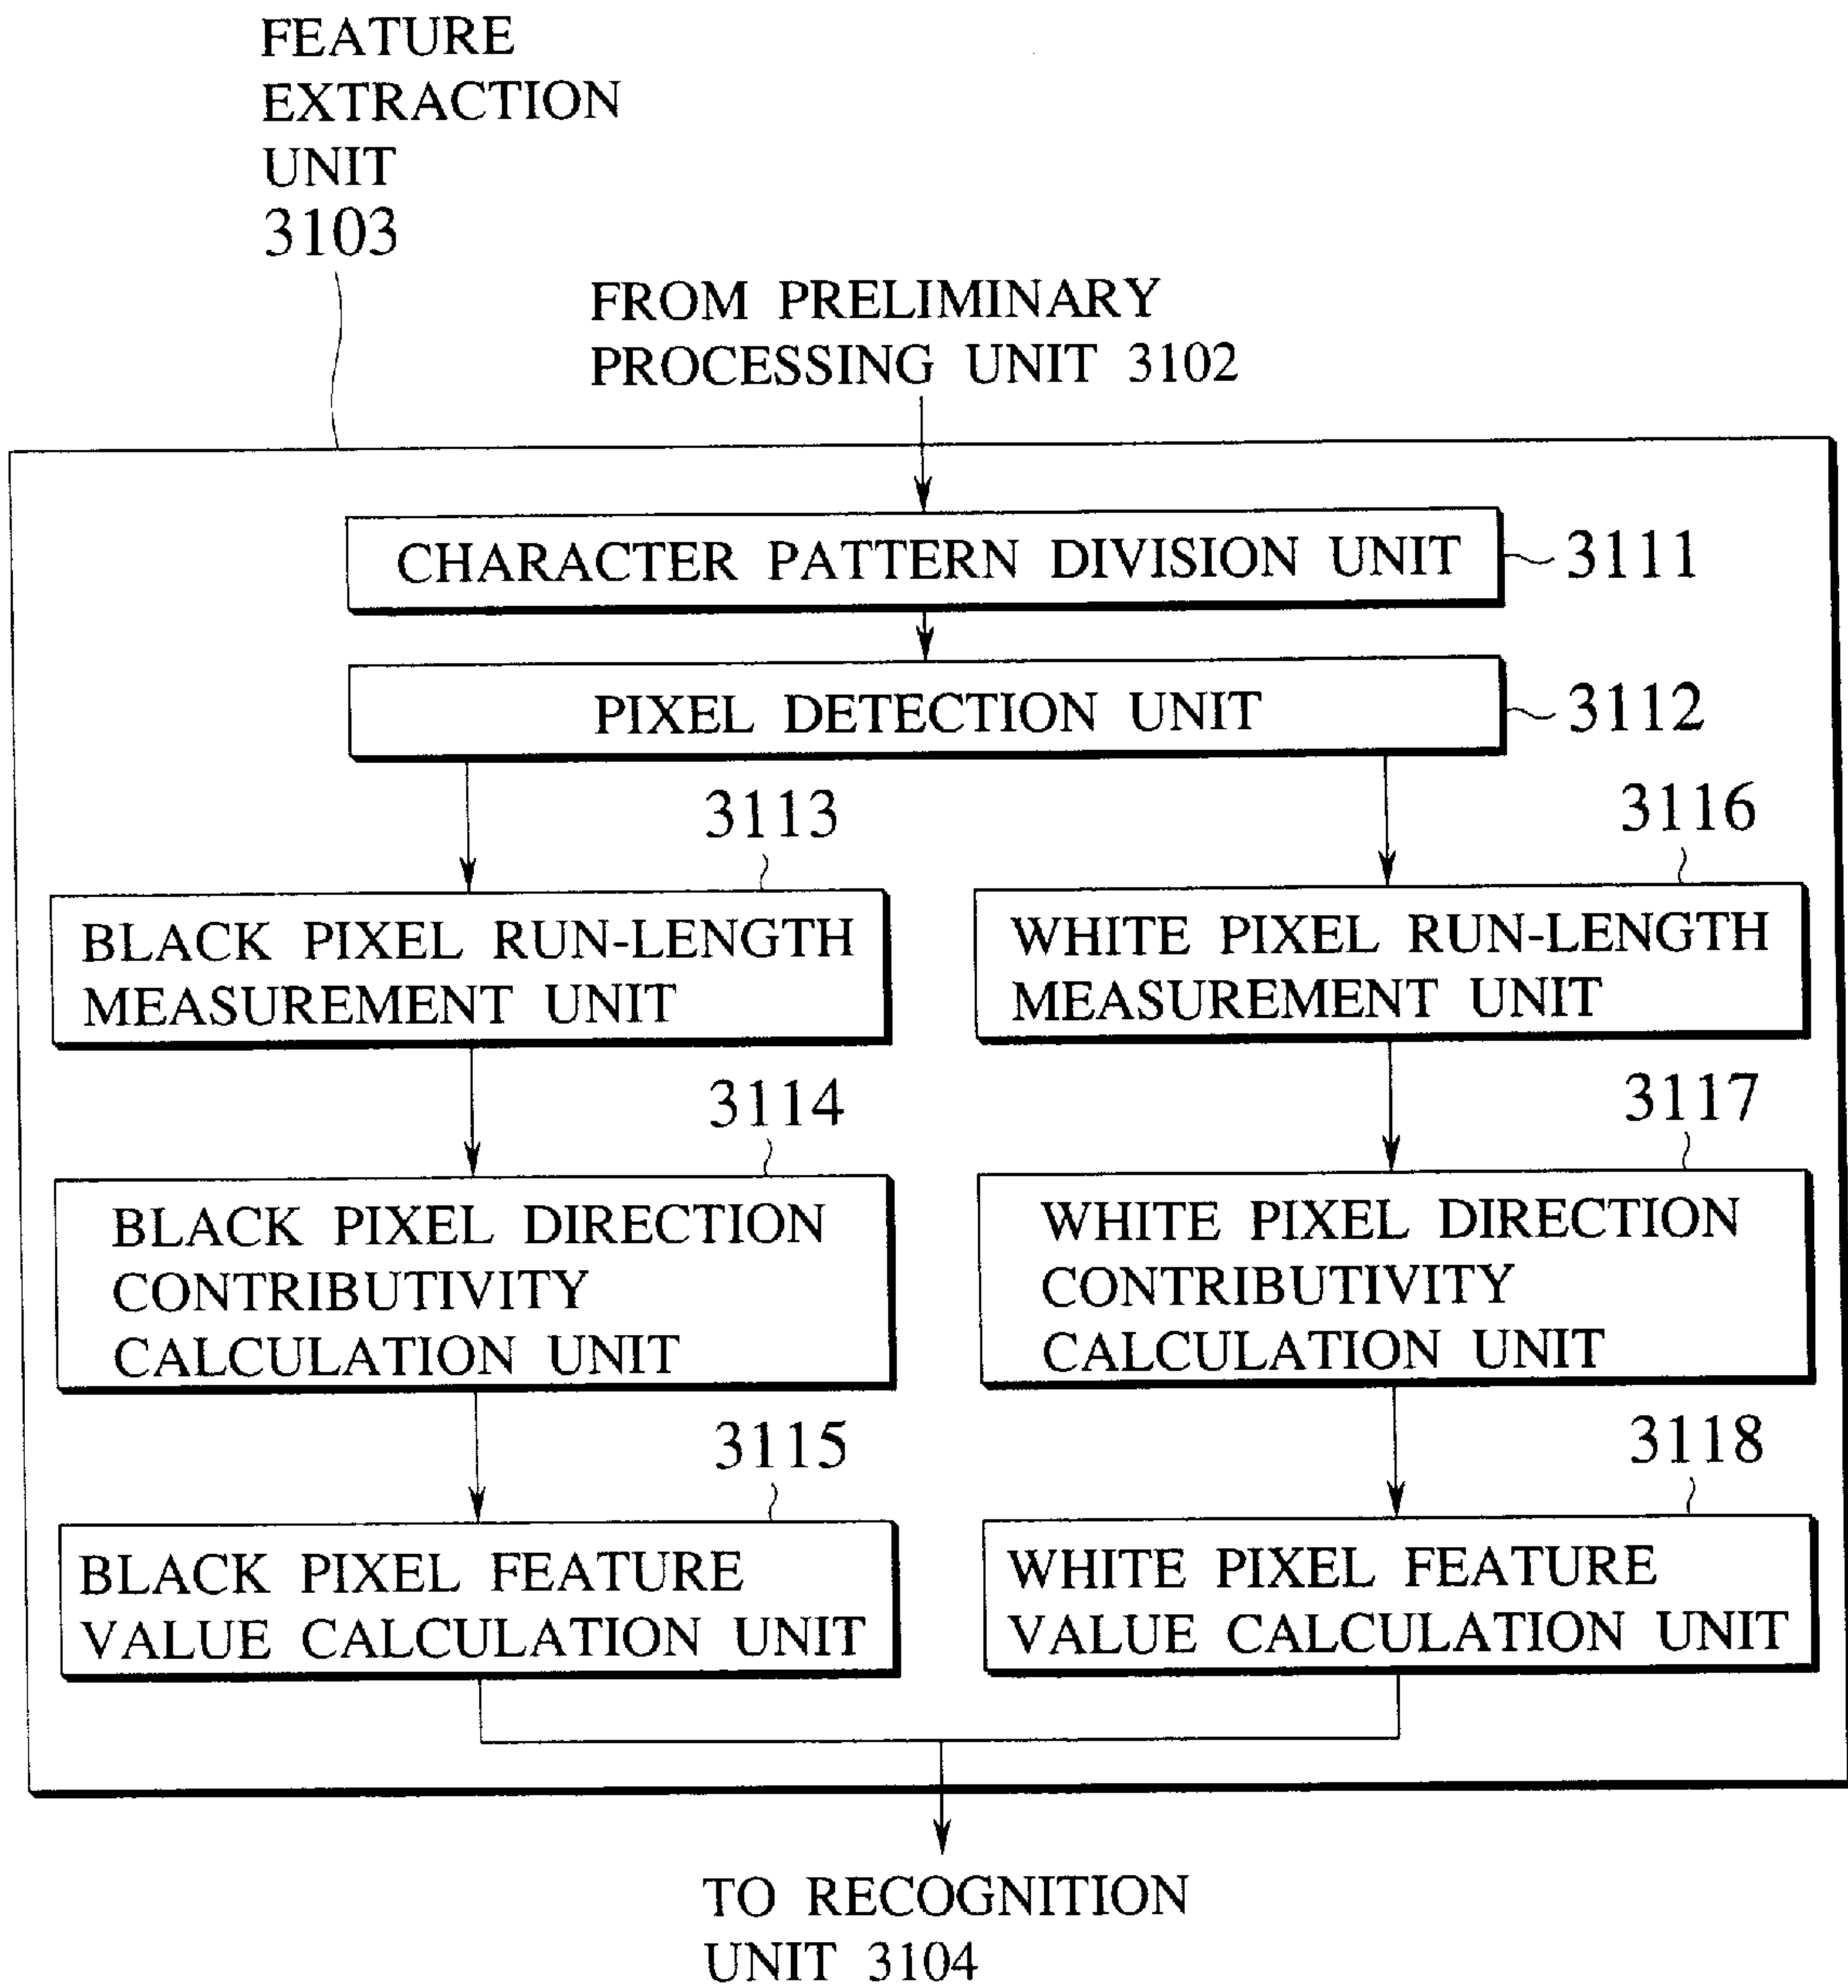 FEATURE
EXTRACTION
UNIT
3103
FROM PRELIMINARY
PROCESSING UNIT 3102
CHARACTER PATTERN DIVISION UNIT
3111
PIXEL DETECTION UNIT
3112
3113
BLACK PIXEL RUN-LENGTH
MEASUREMENT UNIT
3114
BLACK PIXEL DIRECTION
CONTRIBUTIVITY
CALCULATION UNIT
3115
BLACK PIXEL FEATURE
VALUE CALCULATION UNIT
3116
WHITE PIXEL RUN-LENGTH
MEASUREMENT UNIT
3117
WHITE PIXEL DIRECTION
CONTRIBUTIVITY
CALCULATION UNIT
3118
WHITE PIXEL FEATURE
VALUE CALCULATION UNIT
TO RECOGNITION
UNIT 3104